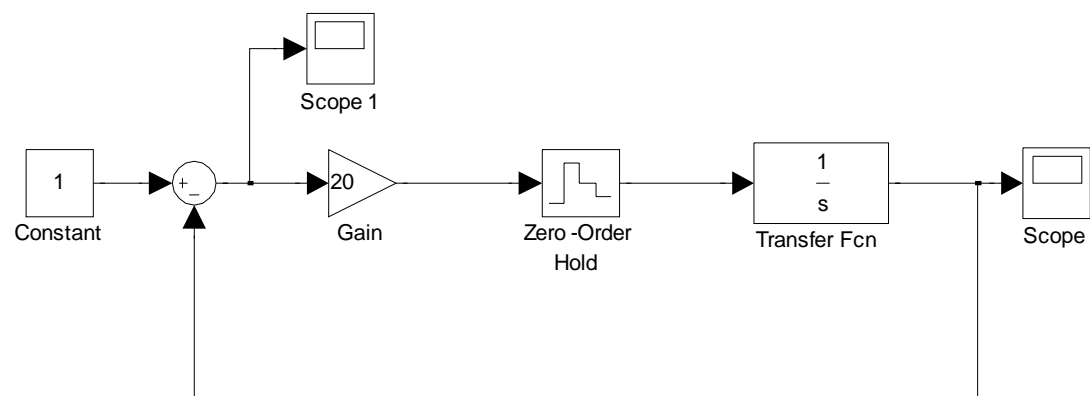 Scope 1
1
Constant
+
−
20
Gain
Zero -Order
Hold
1
s
Transfer Fcn
Scope